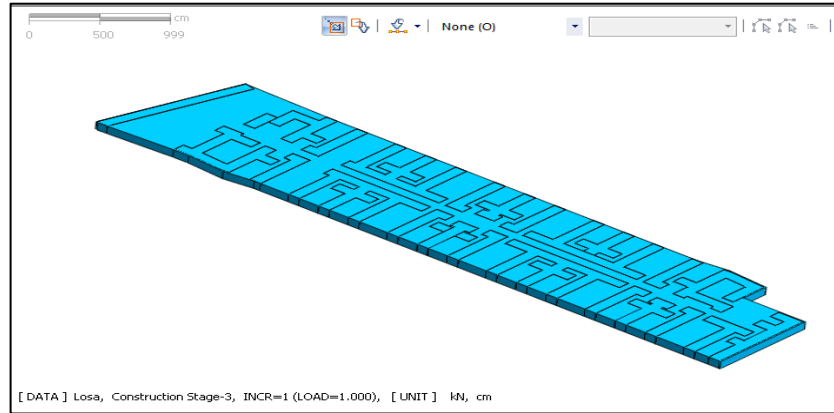 cm
0 500 999
None (O)
[ DATA ] Losa, Construction Stage-3, INCR=1 (LOAD=1.000), [ UNIT ] kN, cm